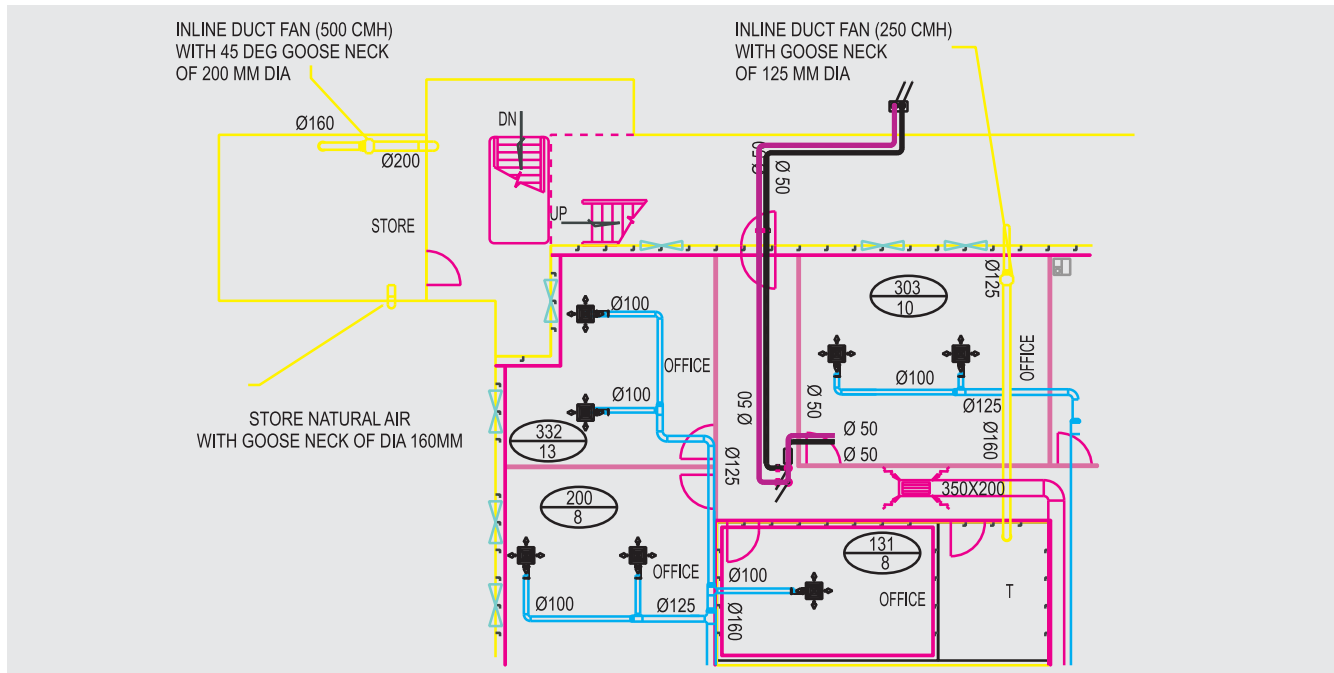 INLINE DUCT FAN (500 CMH)
WITH 45 DEG GOOSE NECK
OF 200 MM DIA
INLINE DUCT FAN (250 CMH)
WITH GOOSE NECK
OF 125 MM DIA
Ø160
Ø200
DN
UP
STORE
Ø 50
Ø 50
Ø125
303
10
OFFICE
Ø100
OFFICE
Ø100
Ø100
Ø125
STORE NATURAL AIR
WITH GOOSE NECK OF DIA 160MM
332
13
Ø 50
Ø 50
Ø 50
Ø 50
Ø125
Ø160
350X200
200
8
131
8
OFFICE
Ø100
OFFICE
T
Ø100
Ø125
Ø160